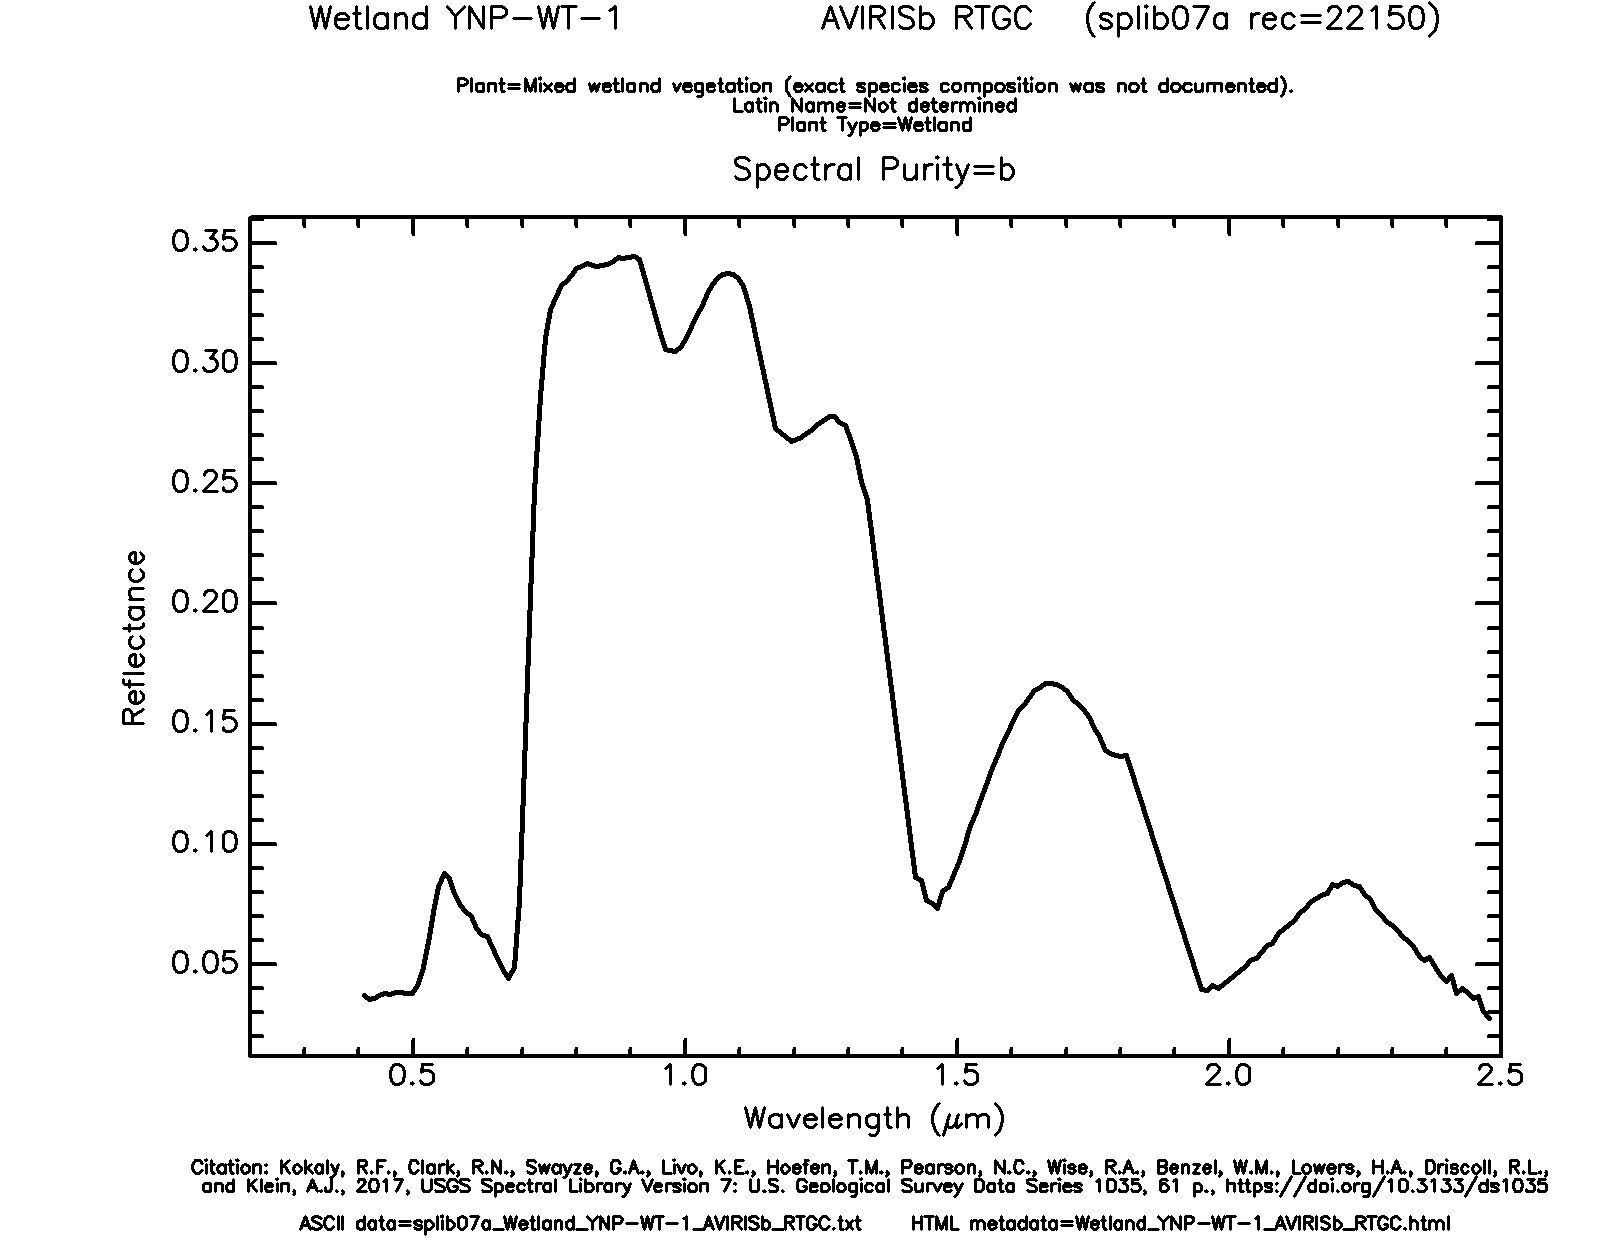 Wetland YNP-WT-1 AVIRISb RTGC (splib07a rec=22150)
Plant=Mixed wetland vegetation (exact species composition was not documented).
Latin Name=Not determined
Plant Type=Wetland
Spectral Purity=b
0.35
0.30
0.25
0.20
0.15
0.10
0.05
Reflectance
0.5 1.0 1.5 2.0 2.5
Wavelength (μm)
Citation: Kokaly, R.F., Clark, R.N., Swayze, G.A., Livo, K.E., Hoefen, T.M., Pearson, N.C., Wise, R.A., Benzel, W.M., Lowers, H.A., Driscoll, R.L.,
and Klein, A.J., 2017, USGS Spectral Library Version 7: U.S. Geological Survey Data Series 1035, 61 p., https://doi.org/10.3133/ds1035
ASCII data=splib07a_Wetland_YNP-WT-1_AVIRISb_RTGC.txt HTML metadata=Wetland_YNP-WT-1_AVIRISb_RTGC.html